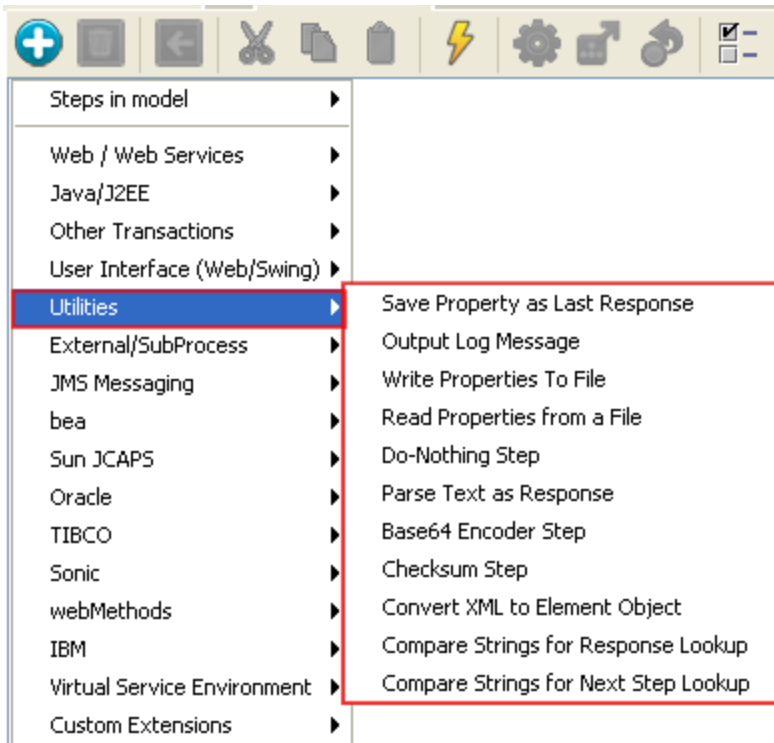 Steps in model
Web / Web Services
Java/J2EE
Other Transactions
User Interface (Web/Swing)
Utilities
External/SubProcess
JMS Messaging
bea
Sun JCAPS
Oracle
TIBCO
Sonic
webMethods
IBM
Virtual Service Environment
Custom Extensions
Save Property as Last Response
Output Log Message
Write Properties To File
Read Properties from a File
Do-Nothing Step
Parse Text as Response
Base64 Encoder Step
Checksum Step
Convert XML to Element Object
Compare Strings for Response Lookup
Compare Strings for Next Step Lookup